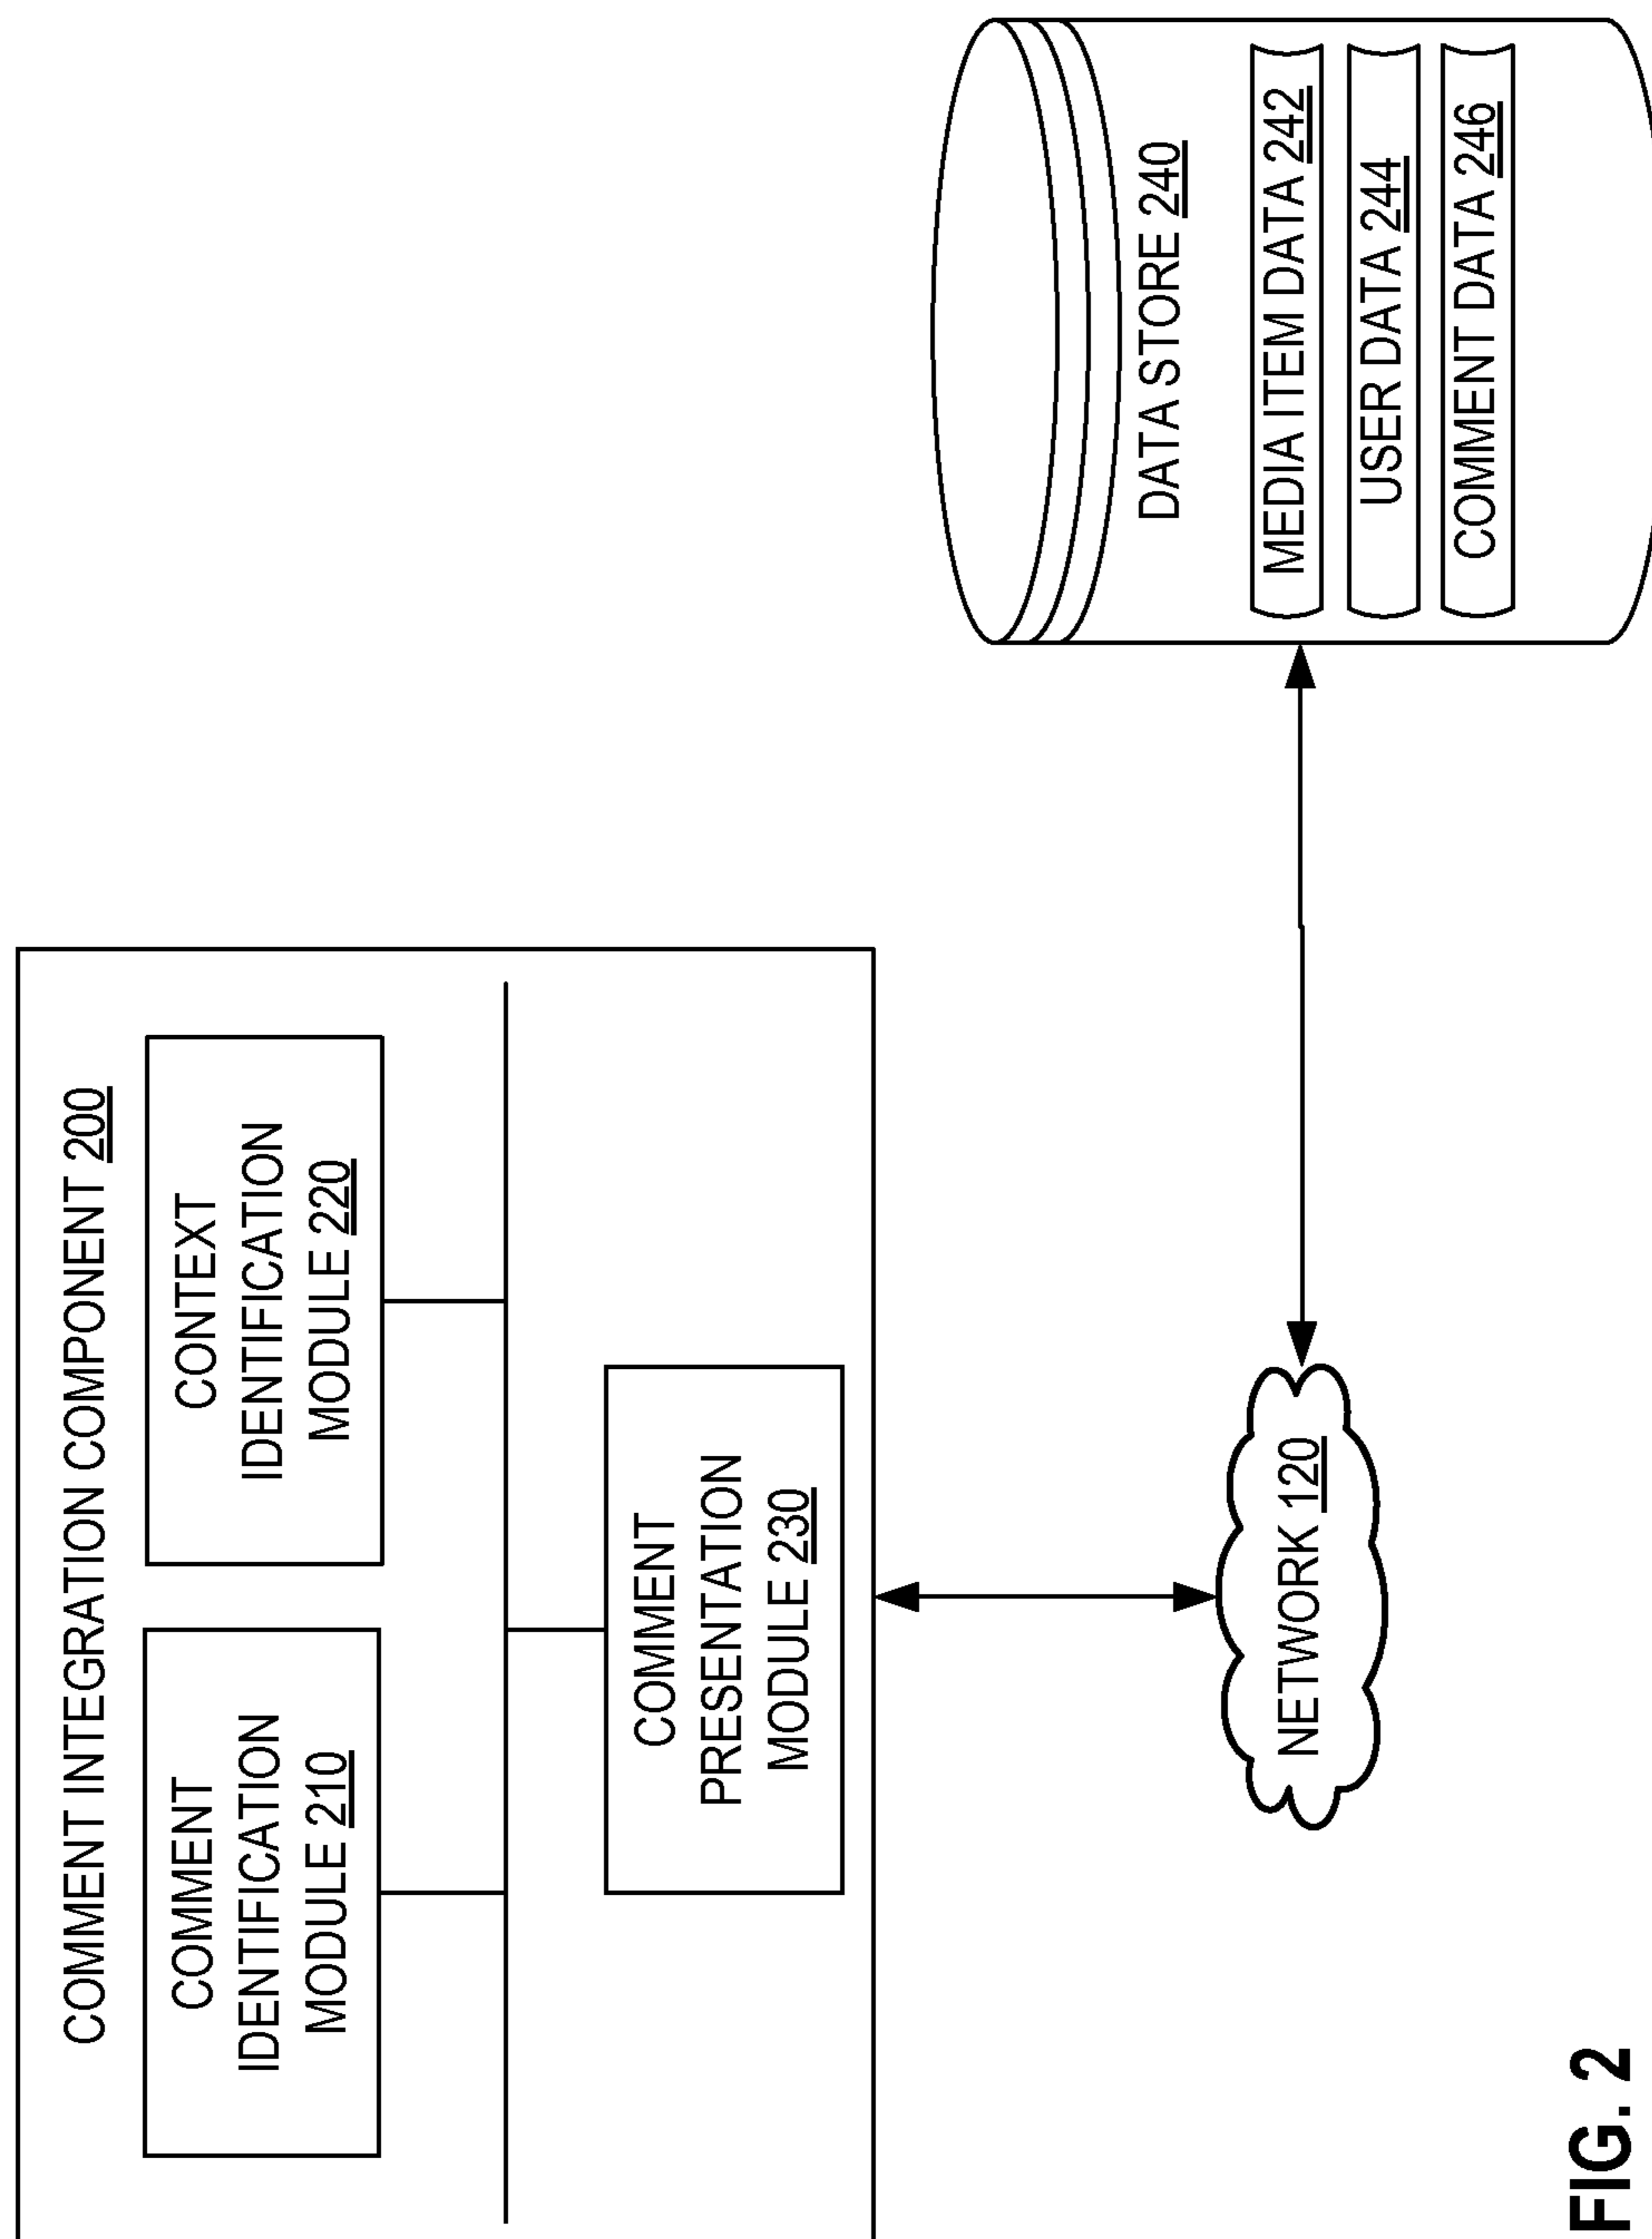 COMMENT INTEGRATION COMPONENT 200
COMMENT
IDENTIFICATION
MODULE 210
CONTEXT
IDENTIFICATION
MODULE 220
COMMENT
PRESENTATION
MODULE 230
NETWORK 120
DATA STORE 240
MEDIA ITEM DATA 242
USER DATA 244
COMMENT DATA 246
FIG. 2